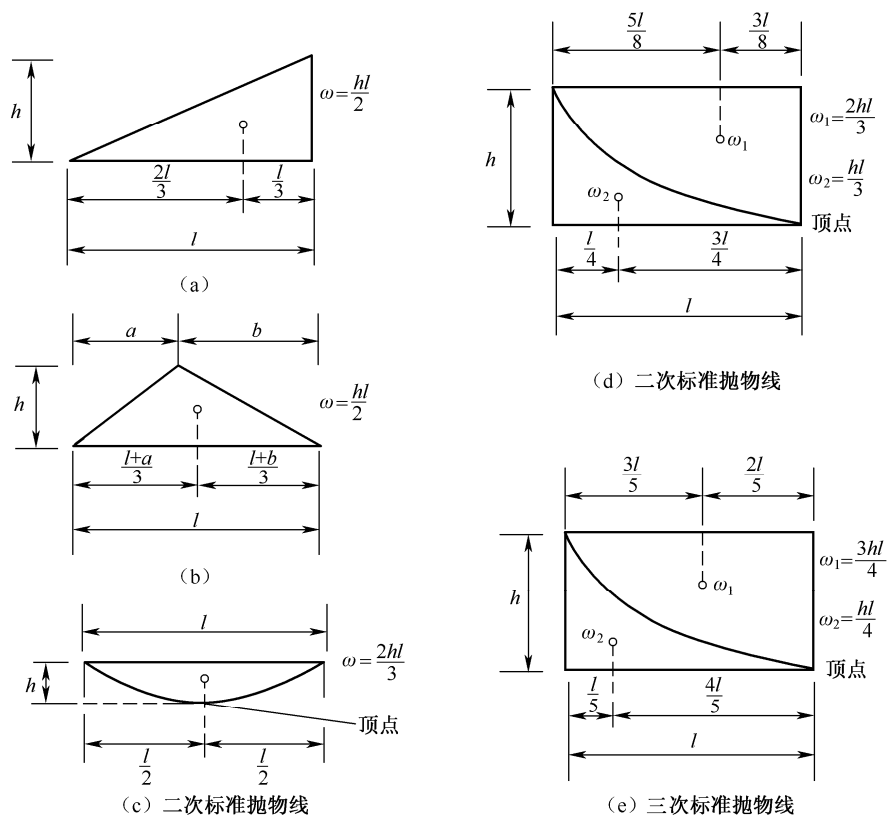 h
ω=hl/2
2l/3
l/3
l
（a）
a
b
h
ω=hl/2
l+a/3
l+b/3
l
（b）
l
h
ω=2hl/3
顶点
l/2
l/2
（c）二次标准抛物线
5l/8
3l/8
h
ω1=2hl/3
ω1
ω2=hl/3
ω2
顶点
l/4
3l/4
l
（d）二次标准抛物线
3l/5
2l/5
h
ω1=3hl/4
ω1
ω2=hl/4
ω2
顶点
l/5
4l/5
l
（e）三次标准抛物线